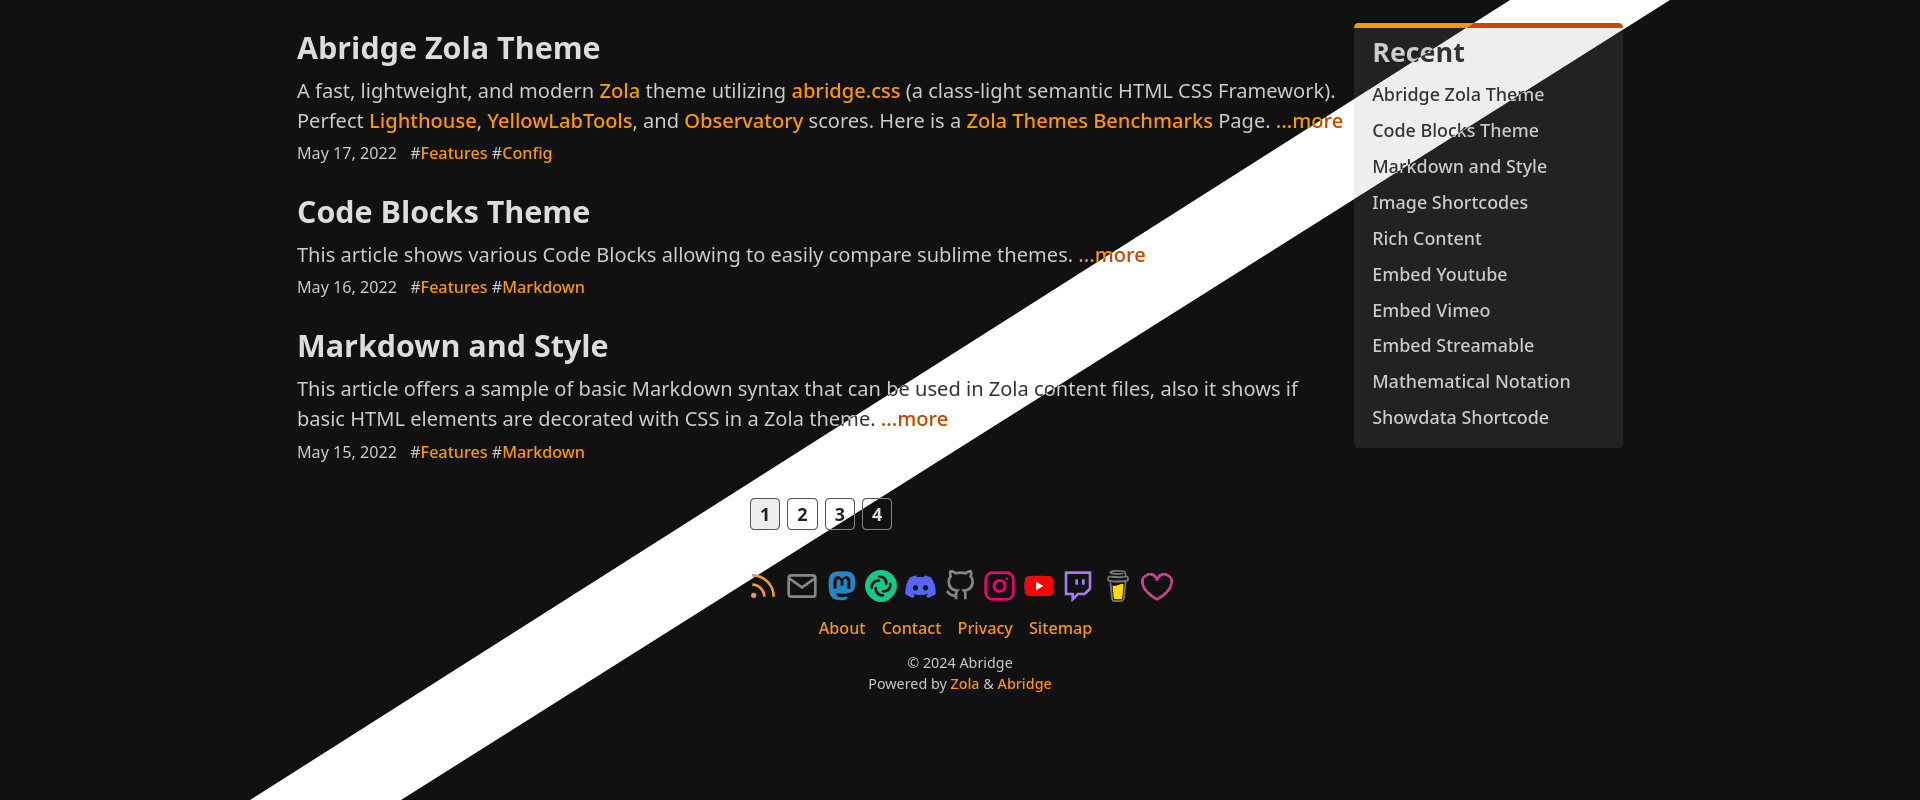 Abridge Zola Theme
A fast, lightweight, and modern Zola theme utilizing abridge.css (a class-light semantic HTML CSS Framework).
Perfect Lighthouse, YellowLabTools, and Observatory scores. Here is a Zola Themes Benchmarks Page. ...more
May 17, 2022 #Features #Config
Code Blocks Theme
This article shows various Code Blocks allowing to easily compare sublime themes. ...more
May 16, 2022 #Features #Markdown
Markdown and Style
This article offers a sample of basic Markdown syntax that can be used in Zola content files, also it shows if
basic HTML elements are decorated with CSS in a Zola theme. ...more
May 15, 2022 #Features #Markdown
1 2 3 4
Recent
Abridge Zola Theme
Code Blocks Theme
Markdown and Style
Image Shortcodes
Rich Content
Embed Youtube
Embed Vimeo
Embed Streamable
Mathematical Notation
Showdata Shortcode
About Contact Privacy Sitemap
© 2024 Abridge
Powered by Zola & Abridge